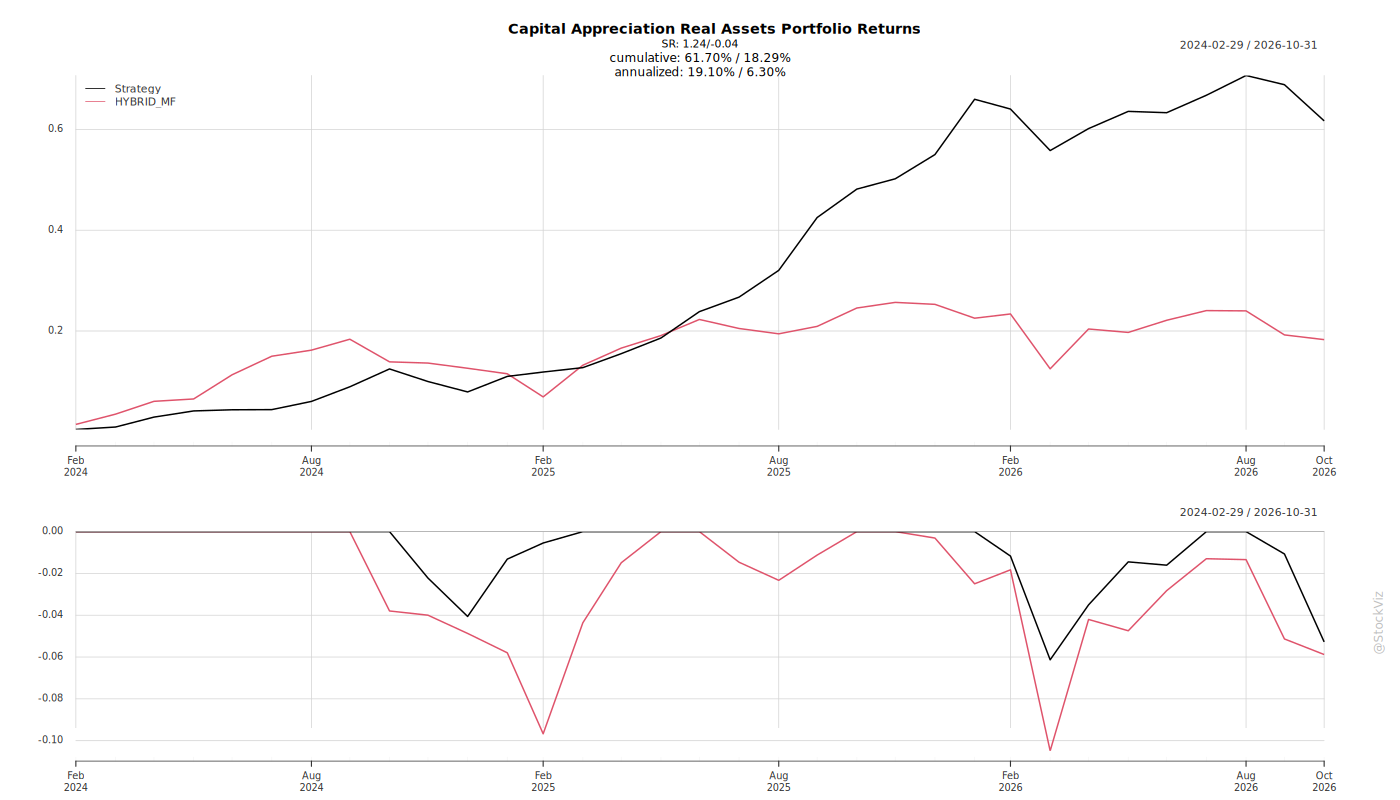 Capital Appreciation Real Assets Portfolio Returns
SR: 1.24/-0.04
cumulative: 61.70% / 18.29%
annualized: 19.10% / 6.30%
2024-02-29 / 2026-10-31
Strategy
HYBRID_MF
0.6
0.4
0.2
Feb Aug Feb Aug Feb Aug Oct
2024 2024 2025 2025 2026 2026 2026
2024-02-29 / 2026-10-31
0.00
-0.02
-0.04
-0.06
-0.08
-0.10
Feb Aug Feb Aug Feb Aug Oct
2024 2024 2025 2025 2026 2026 2026
@StockViz